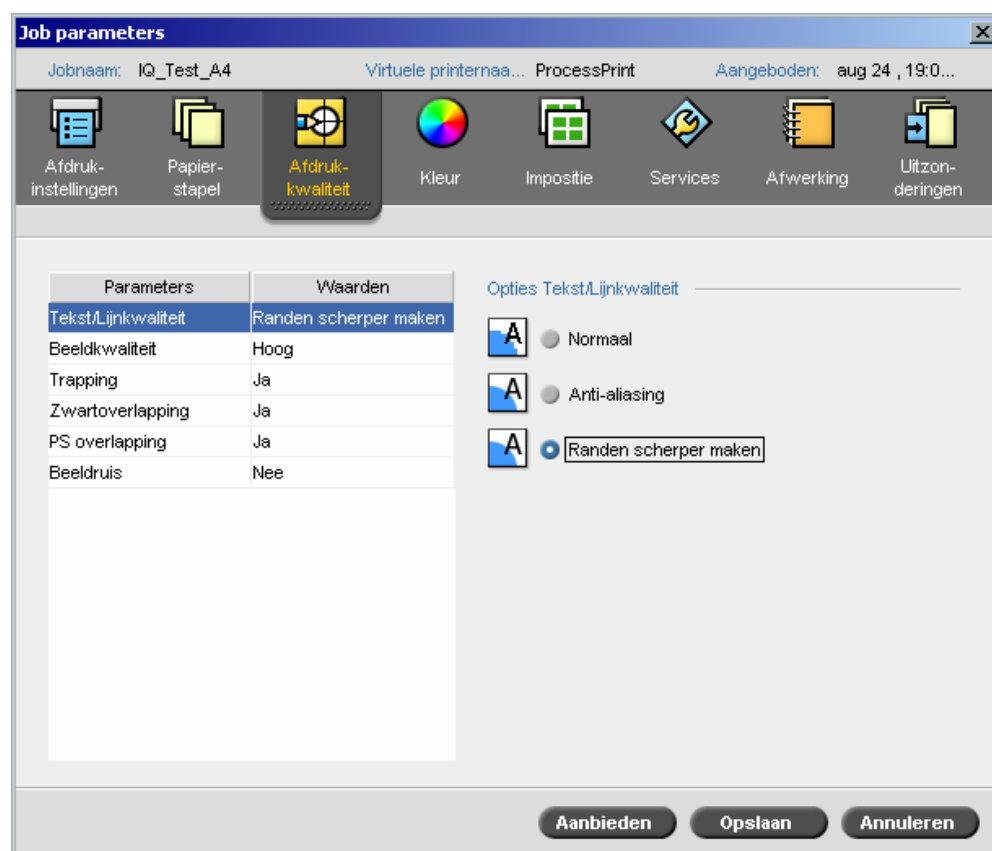 Job parameters
Jobnaam: IQ_Test_A4 Virtuele printernaa... ProcessPrint Aangeboden: aug 24 , 19:0...
Afdruk-
instellingen
Papier-
stapel
Afdruk-
kwaliteit
Kleur
Impositie
Services
Afwerking
Uitzon-
deringen
Parameters Waarden
Tekst/Lijnkwaliteit Randen scherper maken
Beeldkwaliteit Hoog
Trapping Ja
Zwartoverlapping Ja
PS overlapping Ja
Beeldruis Nee
Opties Tekst/Lijnkwaliteit
A Normaal
A Anti-aliasing
A Randen scherper maken
Aanbieden Opslaan Annuleren